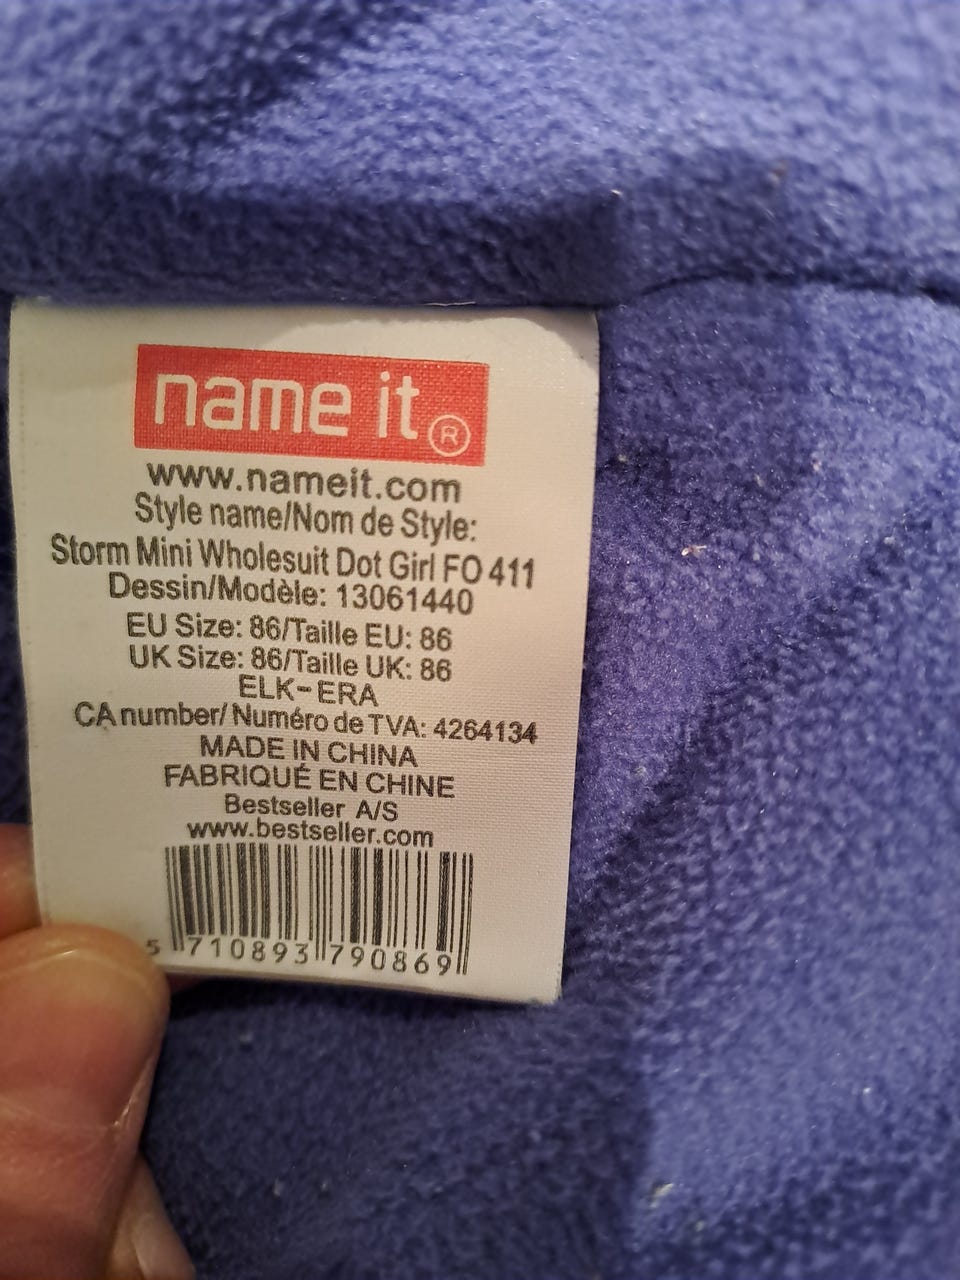 name it®
www.nameit.com
Style name/Nom de Style:
Storm Mini Wholesuit Dot Girl FO 411
Dessin/Modèle: 13061440
EU Size: 86/Taille EU: 86
UK Size: 86/Taille UK: 86
ELK-ERA
CA number/ Numéro de TVA: 4264134
MADE IN CHINA
FABRIQUÉ EN CHINE
Bestseller A/S
www.bestseller.com
5 710893 790869